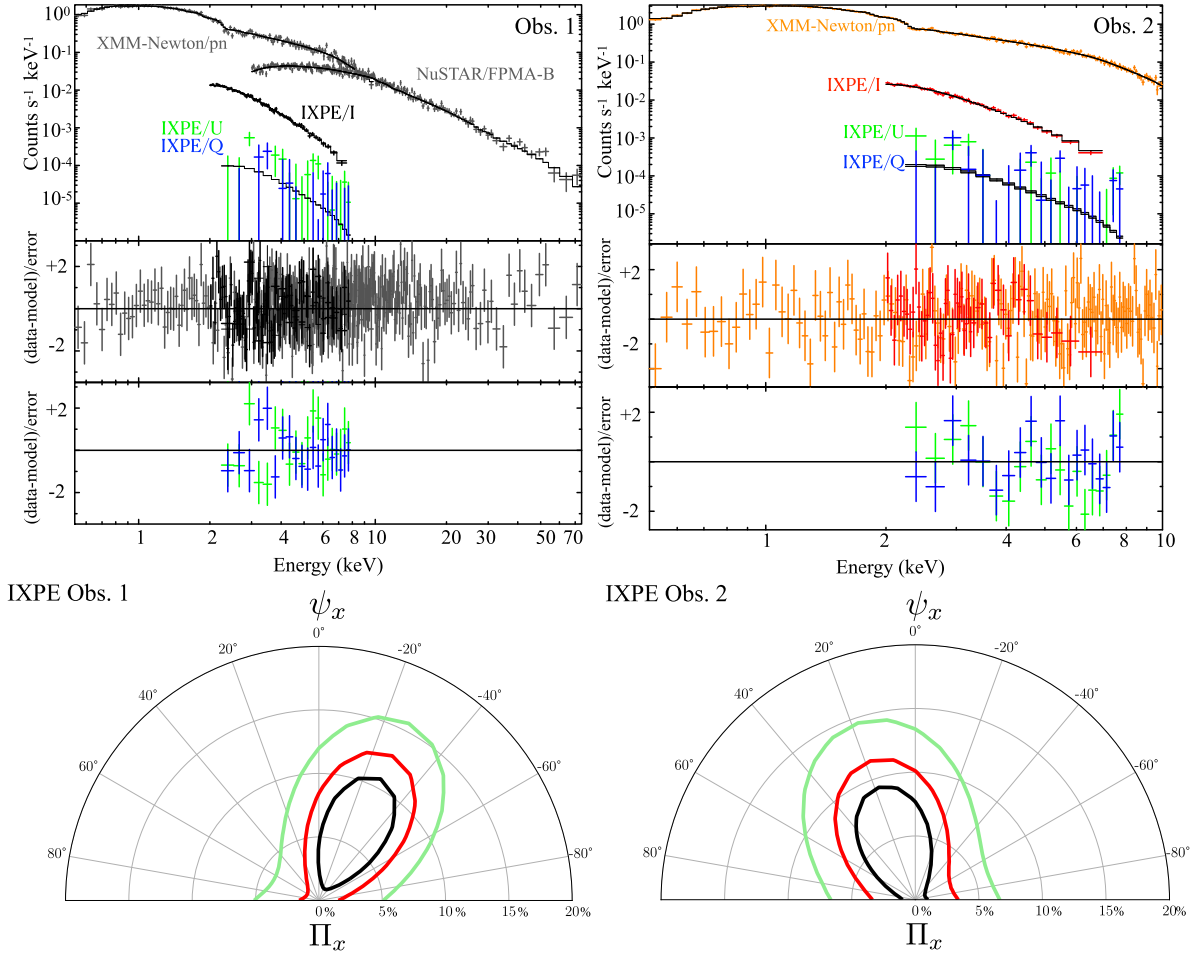 Obs. 1
XMM-Newton/pn
NuSTAR/FPMA-B
IXPE/I
IXPE/U
IXPE/Q
Counts s⁻¹ keV⁻¹
10⁰
10⁻¹
10⁻²
10⁻³
10⁻⁴
10⁻⁵
(data-model)/error
+2
-2
(data-model)/error
+2
-2
1 2 4 6 8 10 20 30 50 70
Energy (keV)
Obs. 2
XMM-Newton/pn
IXPE/I
IXPE/U
IXPE/Q
Counts s⁻¹ keV⁻¹
10⁰
10⁻¹
10⁻²
10⁻³
10⁻⁴
10⁻⁵
(data-model)/error
+2
-2
(data-model)/error
+2
-2
1 2 4 6 8 10
Energy (keV)
IXPE Obs. 1
ψₓ
0°
20° -20°
40° -40°
60° -60°
80° -80°
0% 5% 10% 15% 20%
Πₓ
IXPE Obs. 2
ψₓ
0°
20° -20°
40° -40°
60° -60°
80° -80°
0% 5% 10% 15% 20%
Πₓ